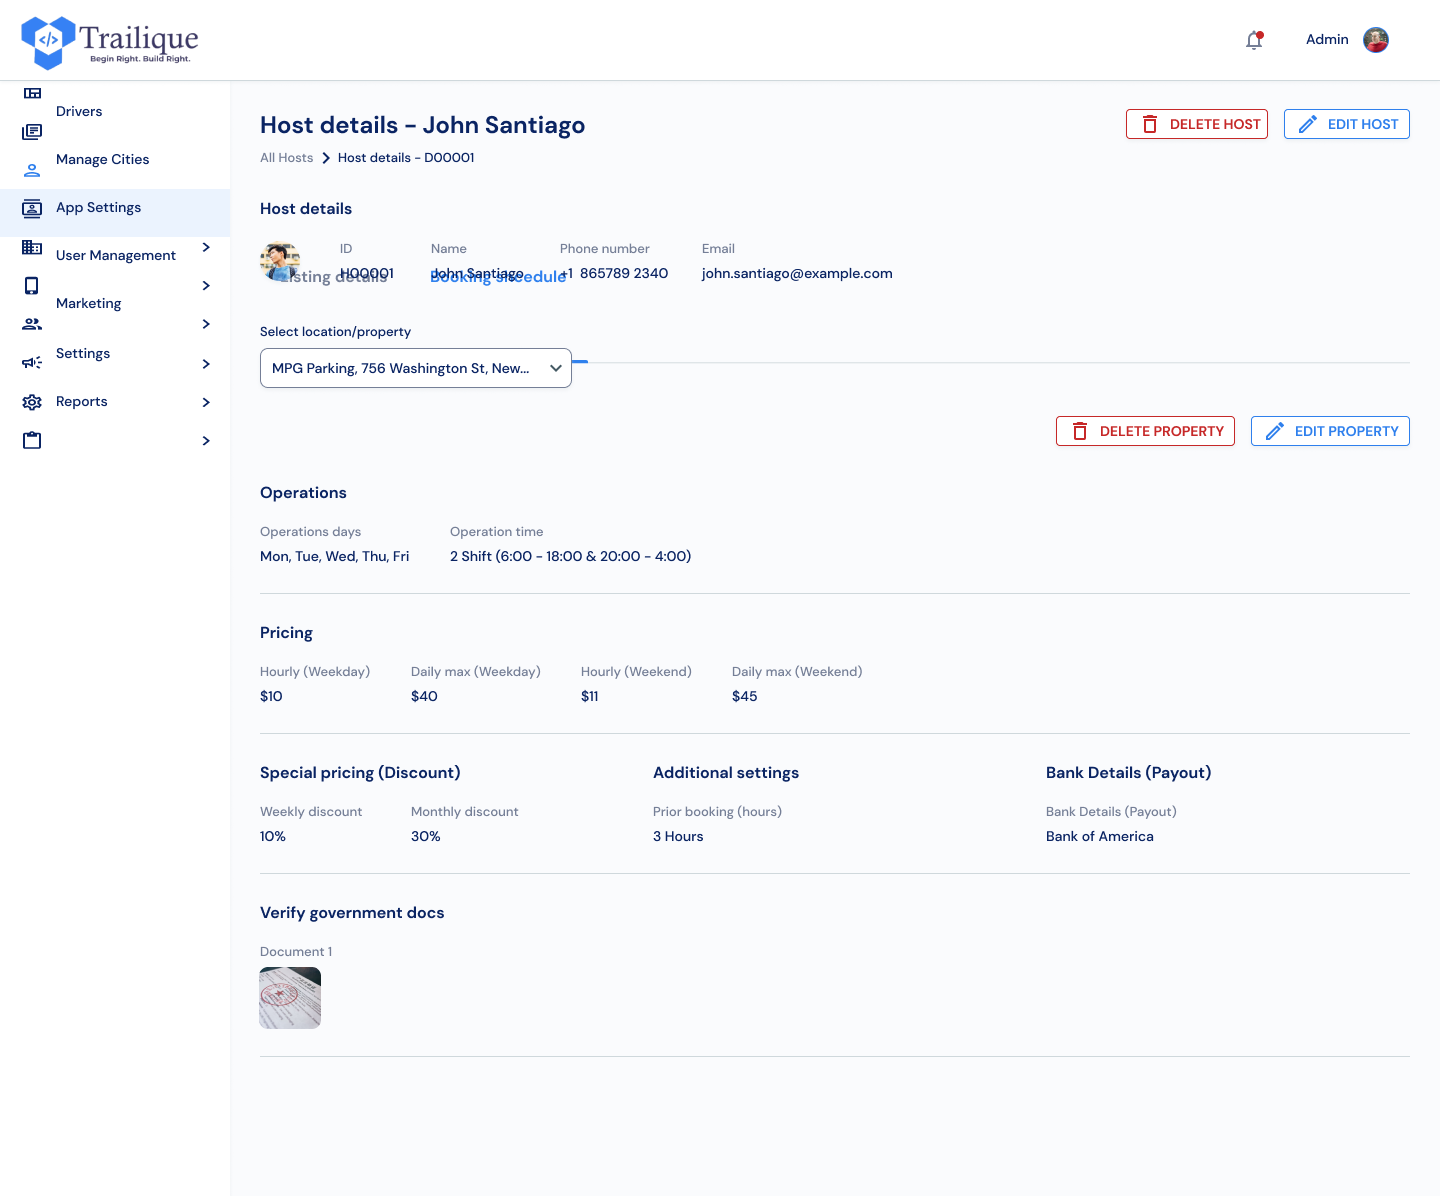 Trailique
Begin Right. Build Right.
Admin
Drivers
Manage Cities
App Settings
User Management
Marketing
Settings
Reports
Host details - John Santiago
DELETE HOST
EDIT HOST
All Hosts > Host details - D00001
Host details
ID
Name
Phone number
Email
H00001
John Santiago
+1 865789 2340
john.santiago@example.com
Listing details
Booking shcedule
Select location/property
MPG Parking, 756 Washington St, New...
DELETE PROPERTY
EDIT PROPERTY
Operations
Operations days
Operation time
Mon, Tue, Wed, Thu, Fri
2 Shift (6:00 - 18:00 & 20:00 - 4:00)
Pricing
Hourly (Weekday)
Daily max (Weekday)
Hourly (Weekend)
Daily max (Weekend)
$10
$40
$11
$45
Special pricing (Discount)
Additional settings
Bank Details (Payout)
Weekly discount
Monthly discount
Prior booking (hours)
Bank Details (Payout)
10%
30%
3 Hours
Bank of America
Verify government docs
Document 1